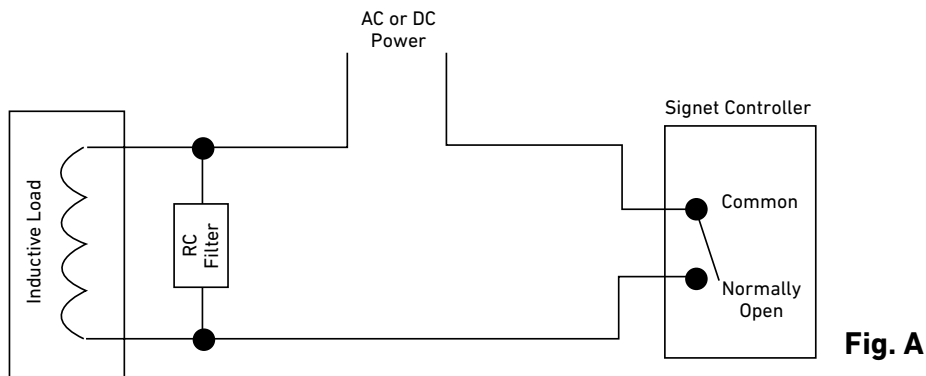 AC or DC
Power
Signet Controller
Inductive Load
RC
Filter
Common
Normally
Open
Fig. A